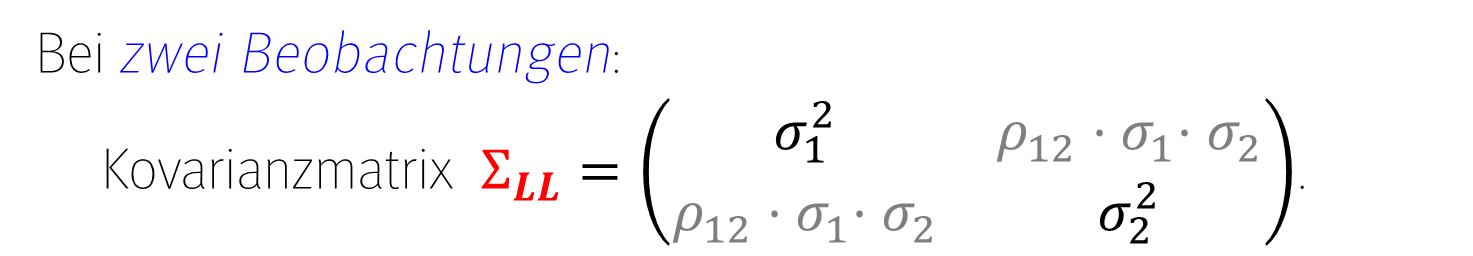 Bei zwei Beobachtungen:
σ₁² ρ₁₂ · σ₁ · σ₂
Kovarianzmatrix Σ_LL = ( ).
ρ₁₂ · σ₁ · σ₂ σ₂²